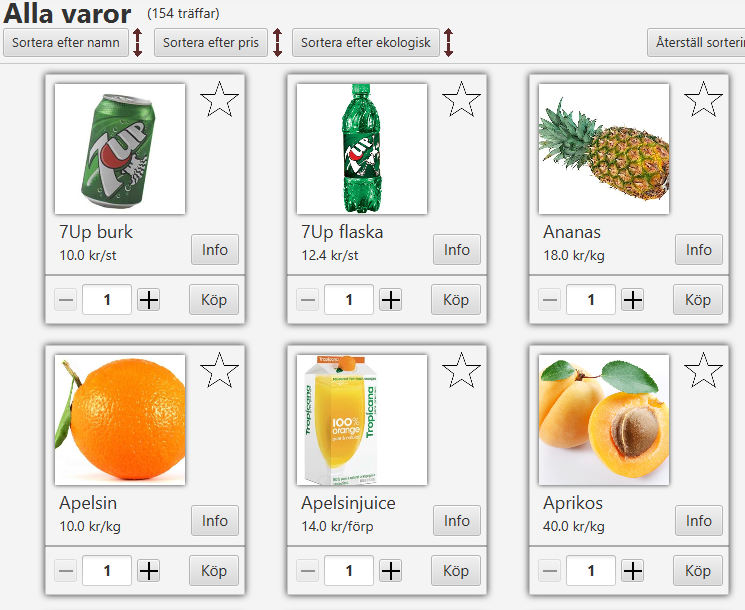 Alla varor (154 träffar)
Sortera efter namn Sortera efter pris Sortera efter ekologisk Återställ sorterin
7UP
7UP
7Up burk
10.0 kr/st Info
1 Köp
7Up flaska
12.4 kr/st Info
1 Köp
Ananas
18.0 kr/kg Info
1 Köp
Tropicana
Tropicana
100%
orange
Tropicana
Apelsin
10.0 kr/kg Info
1 Köp
Apelsinjuice
14.0 kr/förp Info
1 Köp
Aprikos
40.0 kr/kg Info
1 Köp